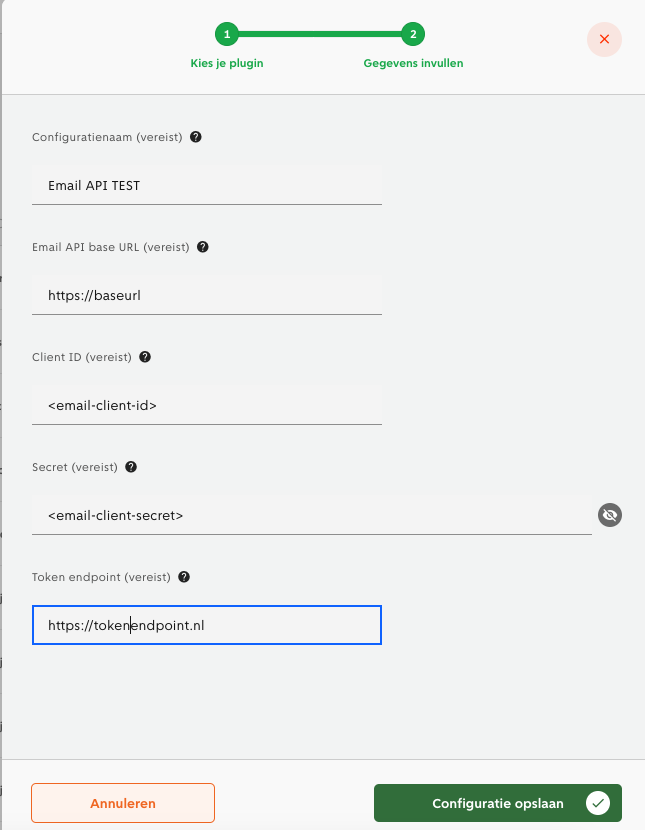 1
2
Kies je plugin
Gegevens invullen
Configuratienaam (vereist) ?
Email API TEST
Email API base URL (vereist) ?
https://baseurl
Client ID (vereist) ?
<email-client-id>
Secret (vereist) ?
<email-client-secret>
Token endpoint (vereist) ?
https://tokenendpoint.nl
Annuleren
Configuratie opslaan